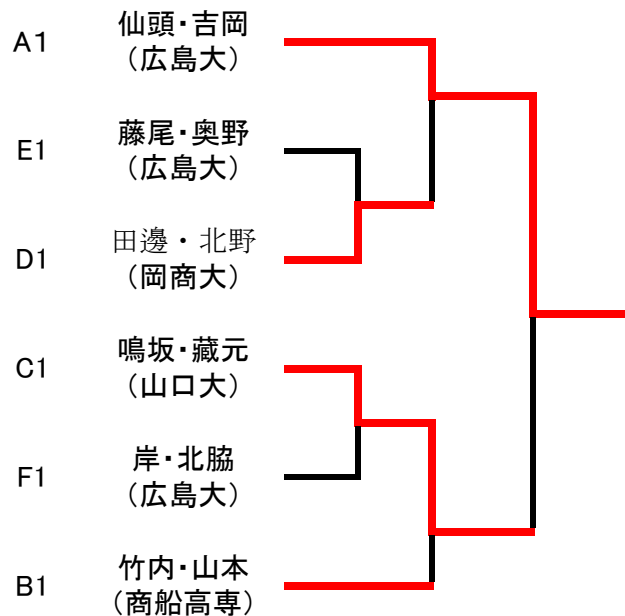 A1
仙頭・吉岡
(広島大)
E1
藤尾・奥野
(広島大)
D1
田邊・北野
(岡商大)
C1
鳴坂・藏元
(山口大)
F1
岸・北脇
(広島大)
B1
竹内・山本
(商船高専)